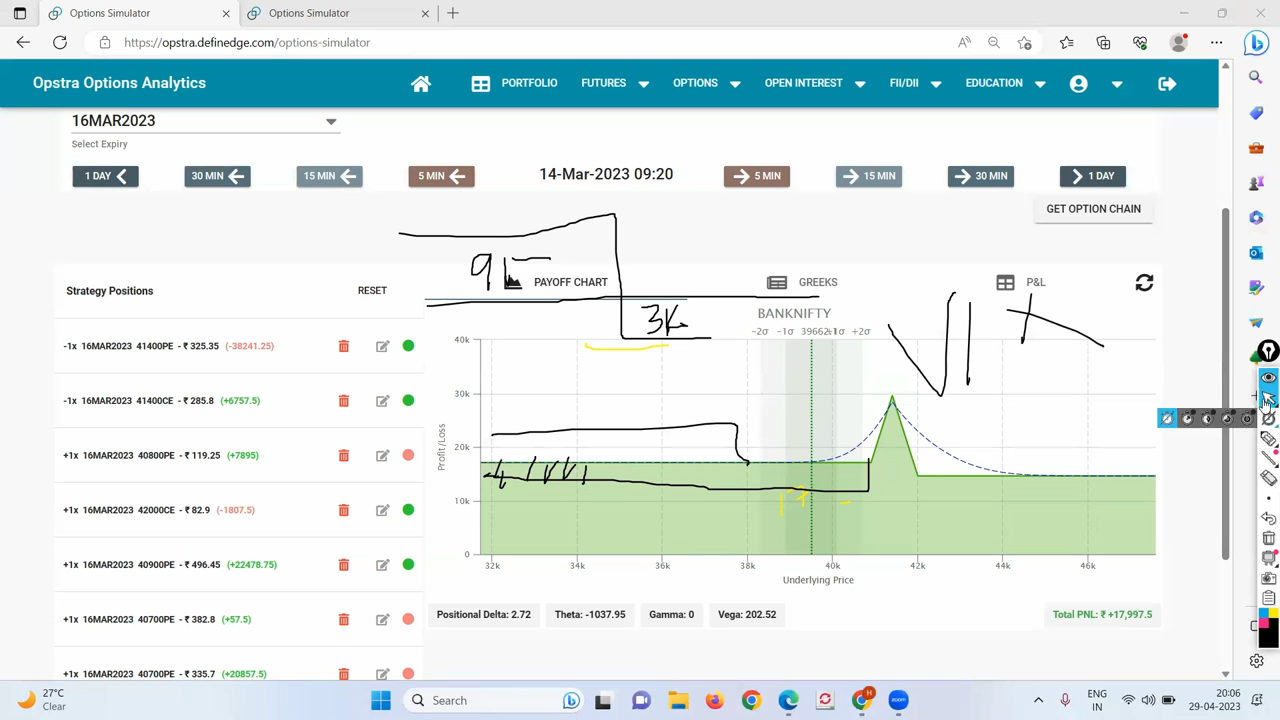 Options Simulator
Options Simulator
https://opstra.definedge.com/options-simulator
Opstra Options Analytics
PORTFOLIO
FUTURES
OPTIONS
OPEN INTEREST
FII/DII
EDUCATION
16MAR2023
Select Expiry
1 DAY
30 MIN
15 MIN
5 MIN
14-Mar-2023 09:20
5 MIN
15 MIN
30 MIN
1 DAY
GET OPTION CHAIN
Strategy Positions
RESET
-1x 16MAR2023 41400PE - ₹ 325.35 (-38241.25)
-1x 16MAR2023 41400CE - ₹ 285.8 (+6757.5)
+1x 16MAR2023 40800PE - ₹ 119.25 (+7895)
+1x 16MAR2023 42000CE - ₹ 82.9 (-1807.5)
+1x 16MAR2023 40900PE - ₹ 496.45 (+22478.75)
+1x 16MAR2023 40700PE - ₹ 382.8 (+57.5)
+1x 16MAR2023 40700PE - ₹ 335.7 (+20857.5)
PAYOFF CHART
GREEKS
P&L
3K
BANKNIFTY
-2σ -1σ 39662 +1σ +2σ
Profit/Loss
40k
30k
20k
10k
0
32k 34k 36k 38k 40k 42k 44k 46k
Underlying Price
Positional Delta: 2.72
Theta: -1037.95
Gamma: 0
Vega: 202.52
Total PNL: ₹ +17,997.5
27°C
Clear
Search
zoom
H
ENG
IN
20:06
29-04-2023